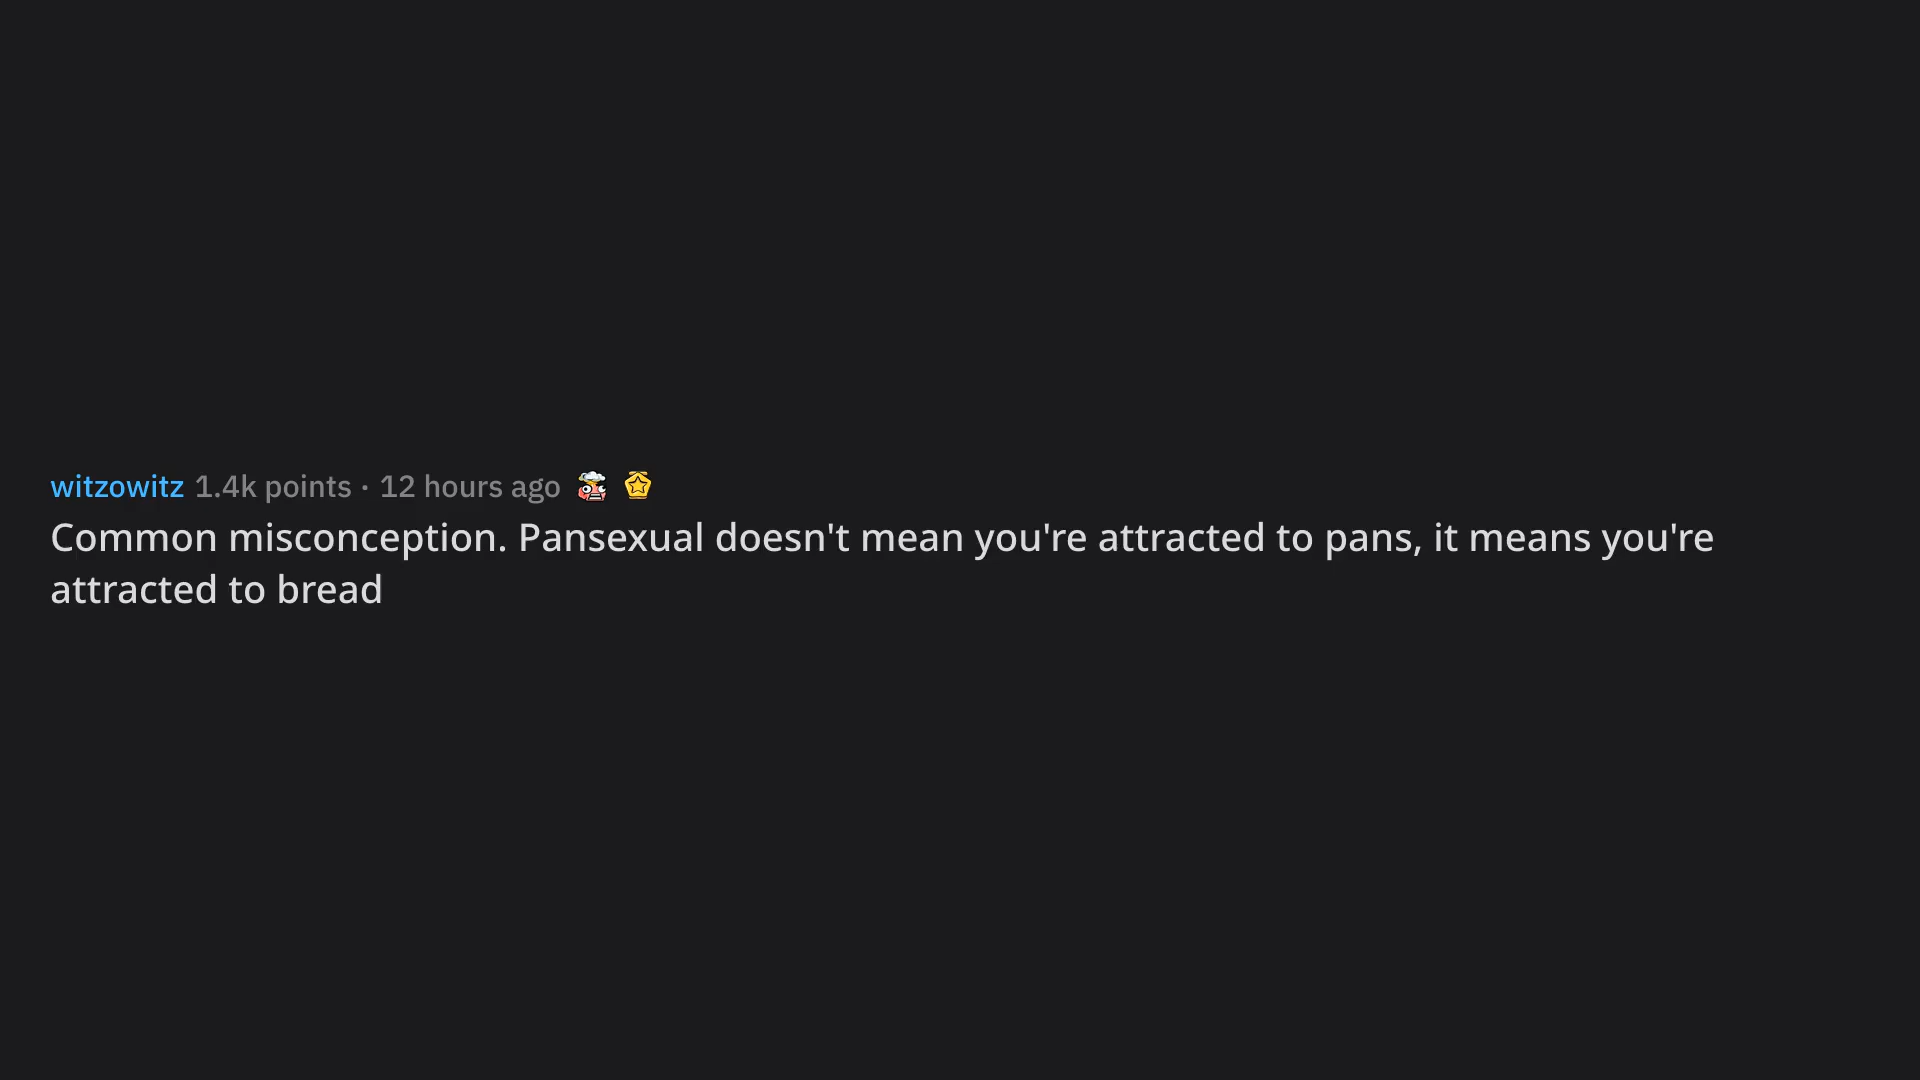 witzowitz 1.4k points · 12 hours ago
Common misconception. Pansexual doesn't mean you're attracted to pans, it means you're
attracted to bread